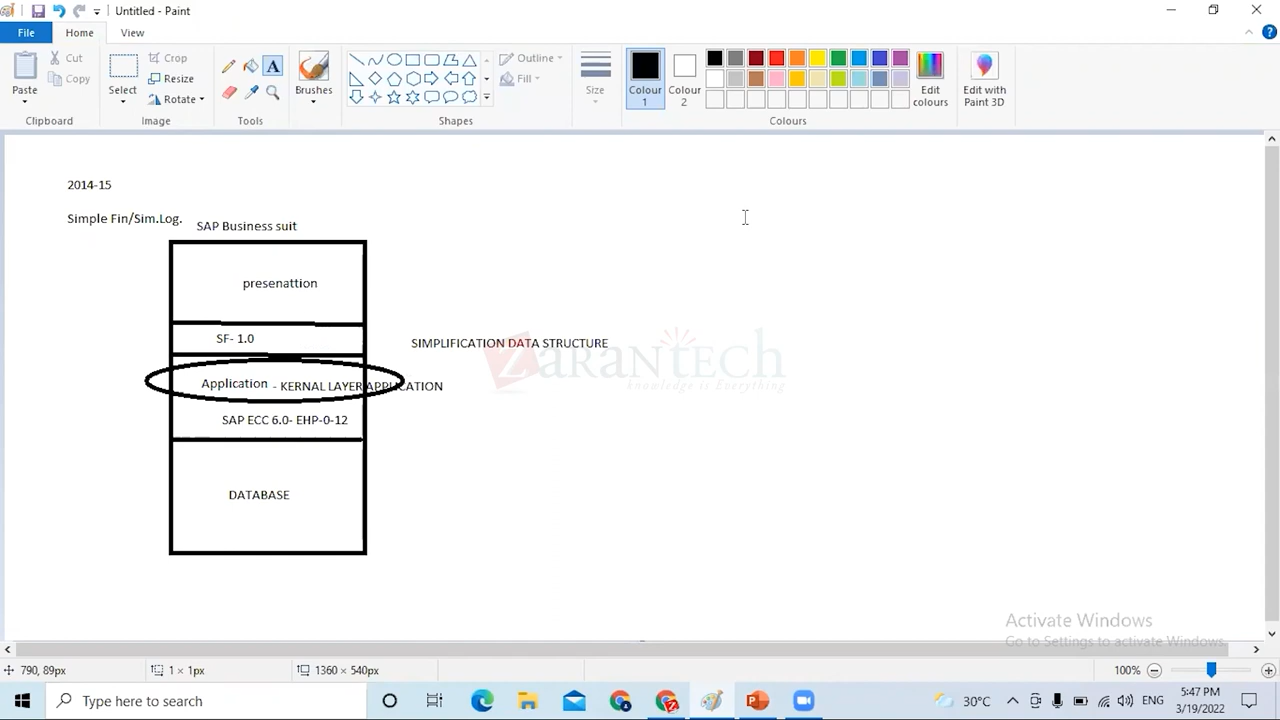 Untitled - Paint
File
Home
View
Paste
Cut
Copy
Clipboard
Select
Crop
Resize
Rotate
Image
A
Tools
Brushes
Outline
Fill
Shapes
Size
Colour 1
Colour 2
Edit colours
Colours
Edit with Paint 3D
2014-15
Simple Fin/Sim.Log.
SAP Business suit
presenattion
SF- 1.0
SIMPLIFICATION DATA STRUCTURE
Application - KERNAL LAYER APPLICATION
SAP ECC 6.0- EHP-0-12
DATABASE
ZaranTech
knowledge is Everything
Activate Windows
Go to Settings to activate Windows.
790, 89px
1 × 1px
1360 × 540px
100%
Type here to search
30°C
ENG
5:47 PM
3/19/2022